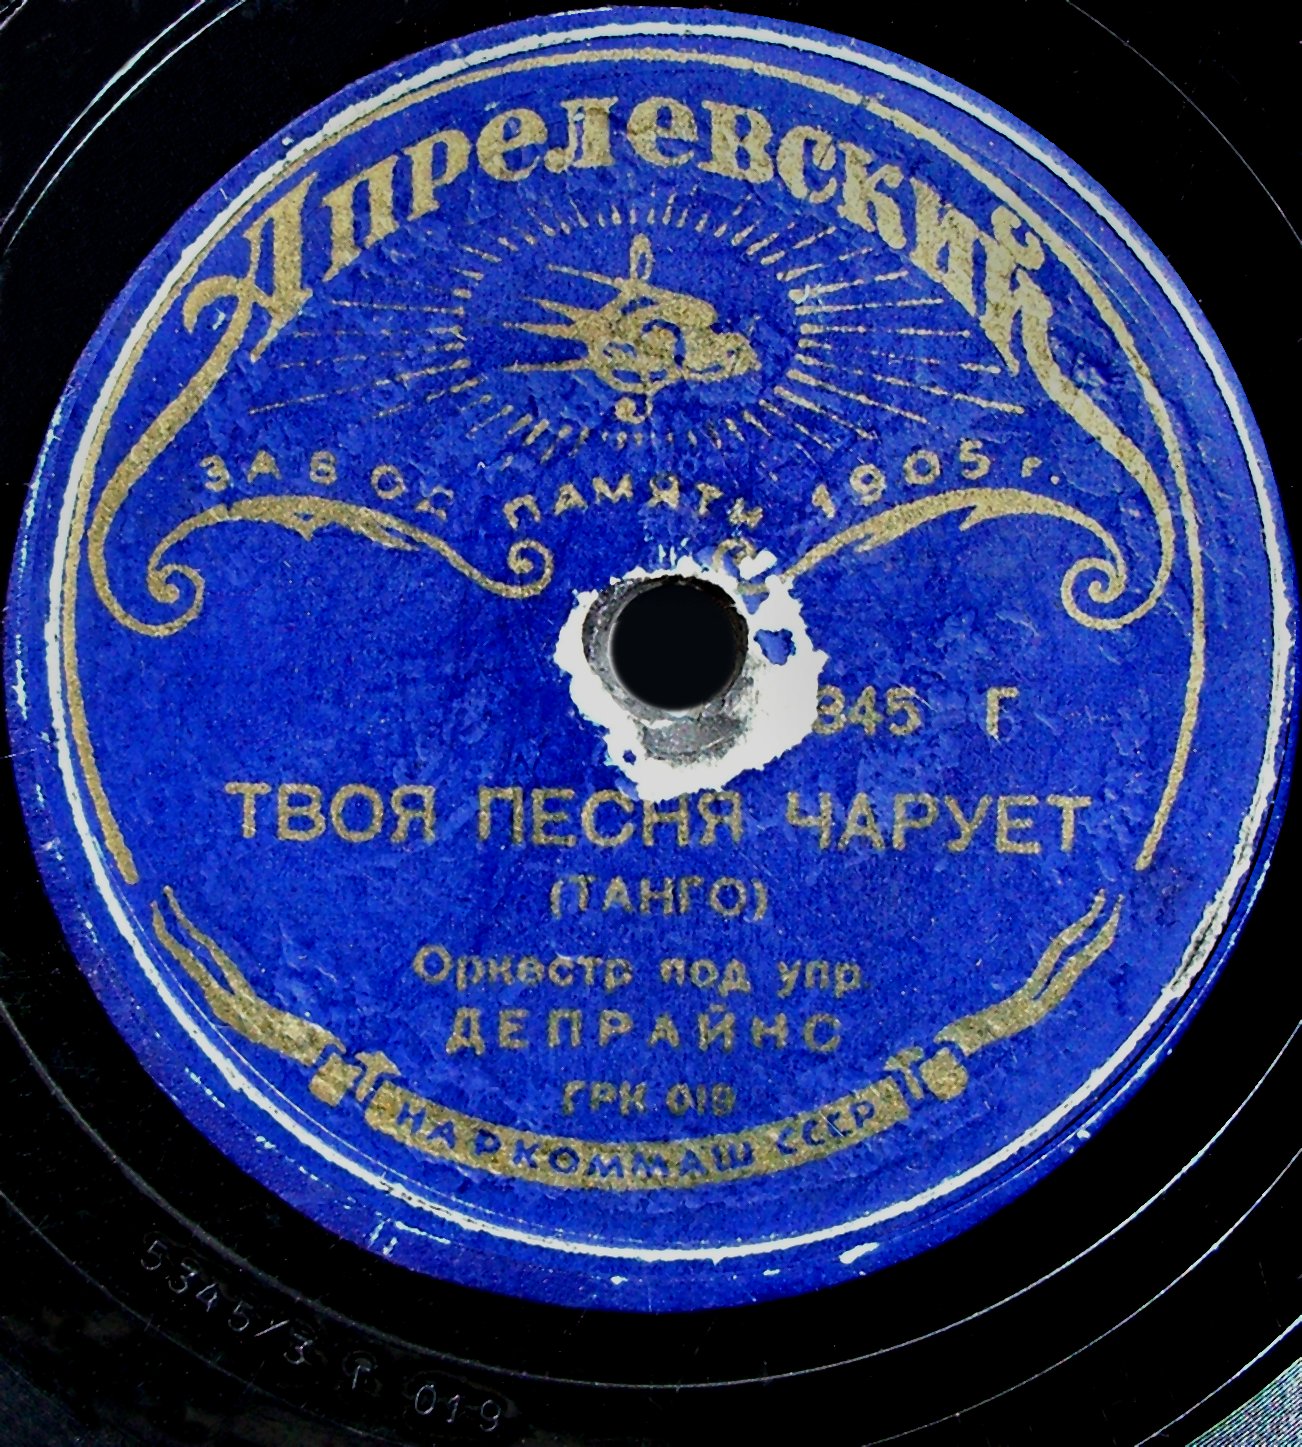 Апрелевский
ЗАВОД ПАМЯТИ 1905 г.
345 Г
ТВОЯ ПЕСНЯ ЧАРУЕТ
(ТАНГО)
Оркестр под упр.
ДЕПРАЙНС
ГРК 019
НАРКОММАШ СССР
5345/3 Г 019